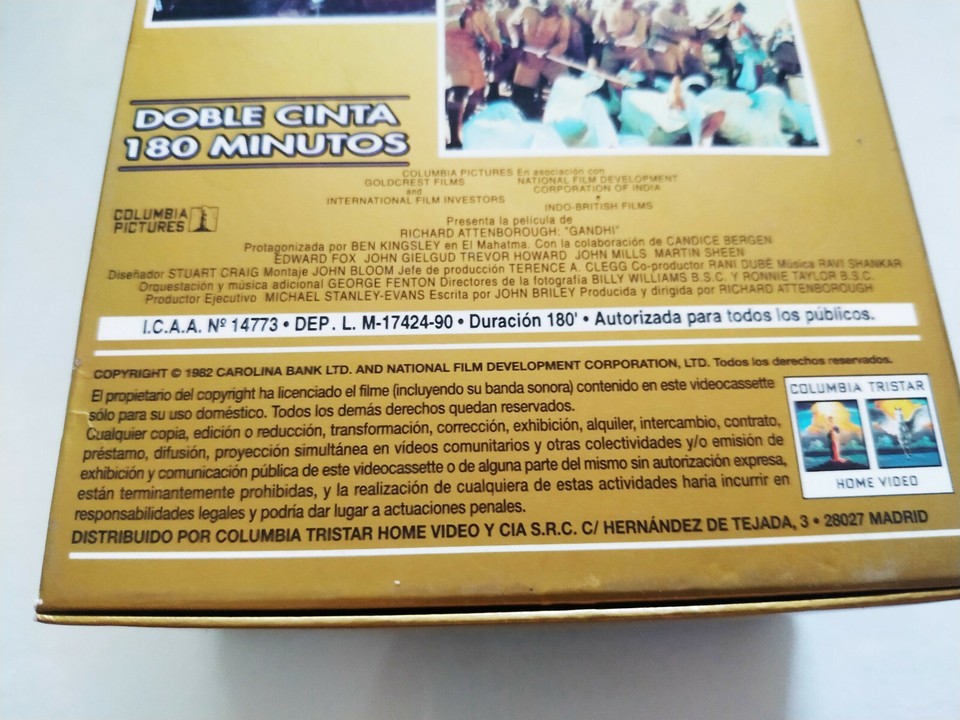 DOBLE CINTA
180 MINUTOS
COLUMBIA PICTURES En asociación con
GOLDCREST FILMS NATIONAL FILM DEVELOPMENT
and CORPORATION OF INDIA
INTERNATIONAL FILM INVESTORS
INDO-BRITISH FILMS
COLUMBIA
PICTURES
Presenta la película de
RICHARD ATTENBOROUGH: "GANDHI"
Protagonizada por BEN KINGSLEY en El Mahatma. Con la colaboración de CANDICE BERGEN
EDWARD FOX JOHN GIELGUD TREVOR HOWARD JOHN MILLS MARTIN SHEEN
Diseñador STUART CRAIG Montaje JOHN BLOOM Jefe de producción TERENCE A. CLEGG Co-productor RANI DUBÉ Música RAVI SHANKAR
Orquestación y música adicional GEORGE FENTON Directores de la fotografía BILLY WILLIAMS B.S.C. Y RONNIE TAYLOR B.S.C.
Productor Ejecutivo MICHAEL STANLEY-EVANS Escrita por JOHN BRILEY Producida y dirigida por RICHARD ATTENBOROUGH
I.C.A.A. Nº 14773 • DEP. L. M-17424-90 • Duración 180' • Autorizada para todos los públicos.
COPYRIGHT © 1982 CAROLINA BANK LTD. AND NATIONAL FILM DEVELOPMENT CORPORATION, LTD. Todos los derechos reservados.
El propietario del copyright ha licenciado el filme (incluyendo su banda sonora) contenido en este videocassette
sólo para su uso doméstico. Todos los demás derechos quedan reservados.
Cualquier copia, edición o reducción, transformación, corrección, exhibición, alquiler, intercambio, contrato,
préstamo, difusión, proyección simultánea en vídeos comunitarios y otras colectividades y/o emisión de
exhibición y comunicación pública de este videocassette o de alguna parte del mismo sin autorización expresa,
están terminantemente prohibidas, y la realización de cualquiera de estas actividades haria incurrir en
responsabilidades legales y podría dar lugar a actuaciones penales.
COLUMBIA TRISTAR
HOME VIDEO
DISTRIBUIDO POR COLUMBIA TRISTAR HOME VIDEO Y CIA S.R.C. C/ HERNÁNDEZ DE TEJADA, 3 • 28027 MADRID